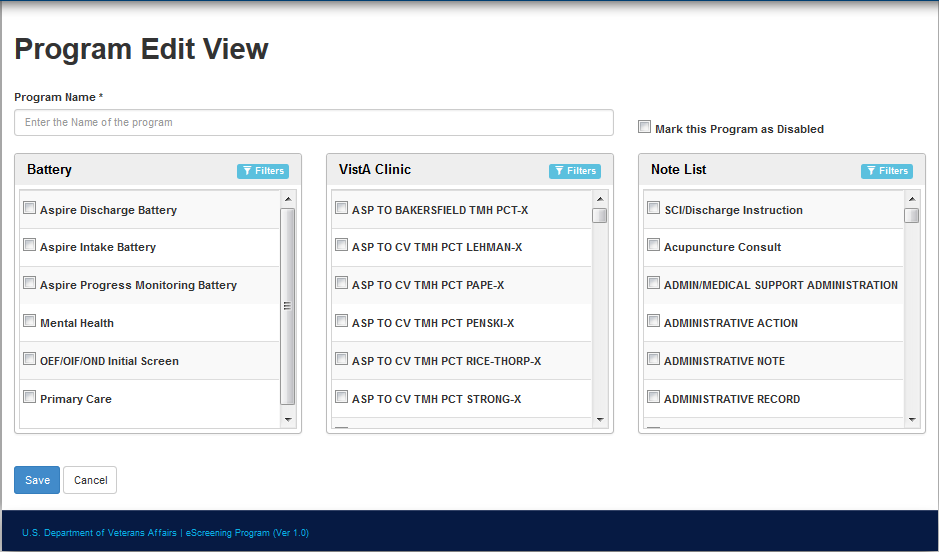 Program Edit View
Program Name *
Enter the Name of the program
Mark this Program as Disabled
Battery
Filters
Aspire Discharge Battery
Aspire Intake Battery
Aspire Progress Monitoring Battery
Mental Health
OEF/OIF/OND Initial Screen
Primary Care
VistA Clinic
Filters
ASP TO BAKERSFIELD TMH PCT-X
ASP TO CV TMH PCT LEHMAN-X
ASP TO CV TMH PCT PAPE-X
ASP TO CV TMH PCT PENSKI-X
ASP TO CV TMH PCT RICE-THORP-X
ASP TO CV TMH PCT STRONG-X
Note List
Filters
SCI/Discharge Instruction
Acupuncture Consult
ADMIN/MEDICAL SUPPORT ADMINISTRATION
ADMINISTRATIVE ACTION
ADMINISTRATIVE NOTE
ADMINISTRATIVE RECORD
Save
Cancel
U.S. Department of Veterans Affairs | eScreening Program (Ver 1.0)